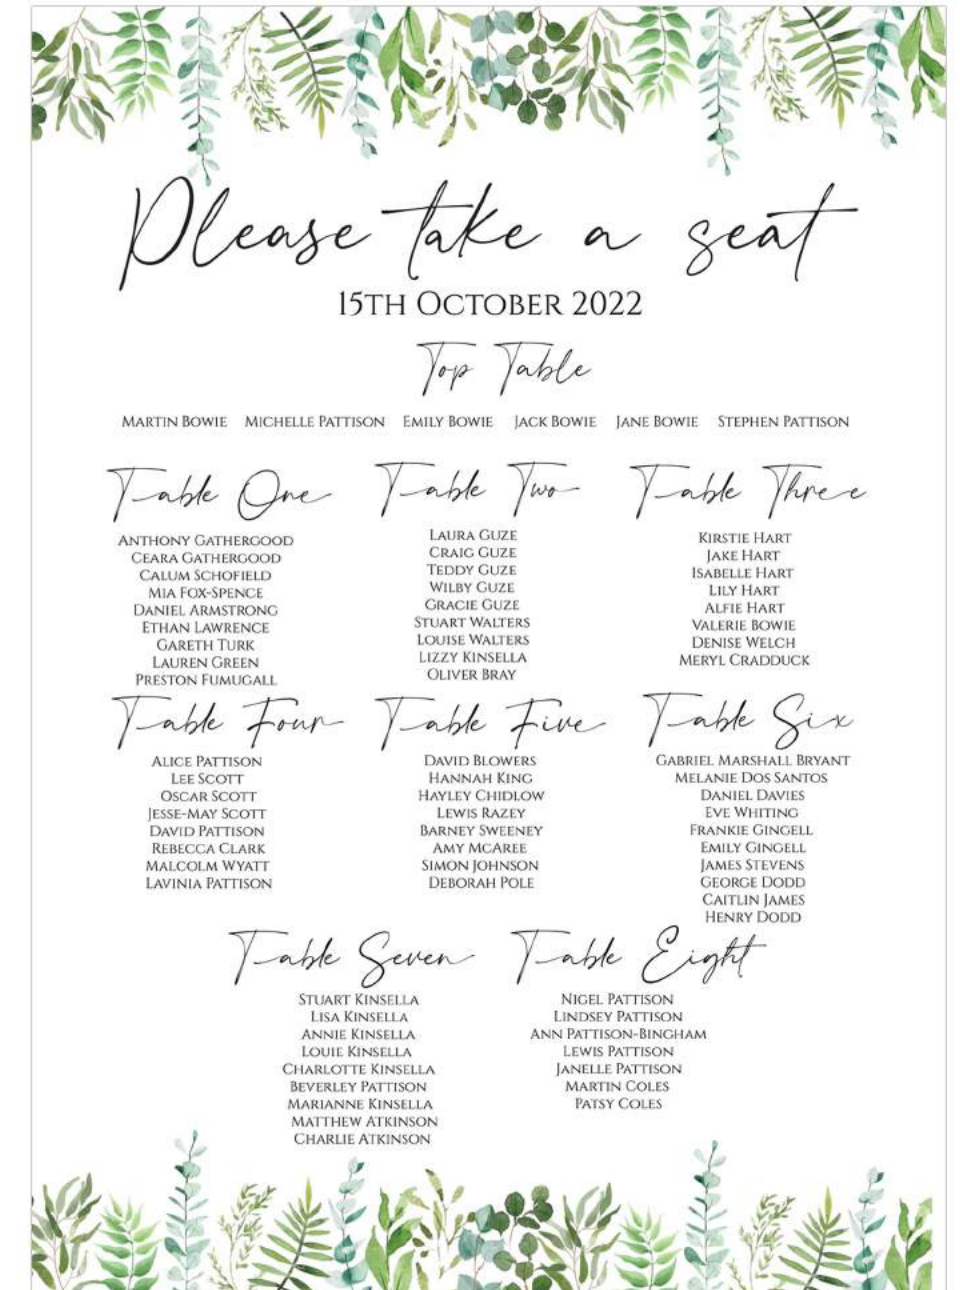 Please take a seat
15TH OCTOBER 2022
Top Table
MARTIN BOWIE MICHELLE PATTISON EMILY BOWIE JACK BOWIE JANE BOWIE STEPHEN PATTISON
Table One
ANTHONY GATHERGOOD
CEARA GATHERGOOD
CALUM SCHOFIELD
MIA FOX-SPENCE
DANIEL ARMSTRONG
ETHAN LAWRENCE
GARETH TURK
LAUREN GREEN
PRESTON FUMUGALL
Table Two
LAURA GUZE
CRAIG GUZE
TEDDY GUZE
WILBY GUZE
GRACIE GUZE
STUART WALTERS
LOUISE WALTERS
LIZZY KINSELLA
OLIVER BRAY
Table Three
KIRSTIE HART
JAKE HART
ISABELLE HART
LILY HART
ALFIE HART
VALERIE BOWIE
DENISE WELCH
MERYL CRADDUCK
Table Four
ALICE PATTISON
LEE SCOTT
OSCAR SCOTT
JESSE-MAY SCOTT
DAVID PATTISON
REBECCA CLARK
MALCOLM WYATT
LAVINIA PATTISON
Table Five
DAVID BLOWERS
HANNAH KING
HAYLEY CHIDLOW
LEWIS RAZEY
BARNEY SWEENEY
AMY MCAREE
SIMON JOHNSON
DEBORAH POLE
Table Six
GABRIEL MARSHALL BRYANT
MELANIE DOS SANTOS
DANIEL DAVIES
EVE WHITING
FRANKIE GINGELL
EMILY GINGELL
JAMES STEVENS
GEORGE DODD
CAITLIN JAMES
HENRY DODD
Table Seven
STUART KINSELLA
LISA KINSELLA
ANNIE KINSELLA
LOUIE KINSELLA
CHARLOTTE KINSELLA
BEVERLEY PATTISON
MARIANNE KINSELLA
MATTHEW ATKINSON
CHARLIE ATKINSON
Table Eight
NIGEL PATTISON
LINDSEY PATTISON
ANN PATTISON-BINGHAM
LEWIS PATTISON
JANELLE PATTISON
MARTIN COLES
PATSY COLES